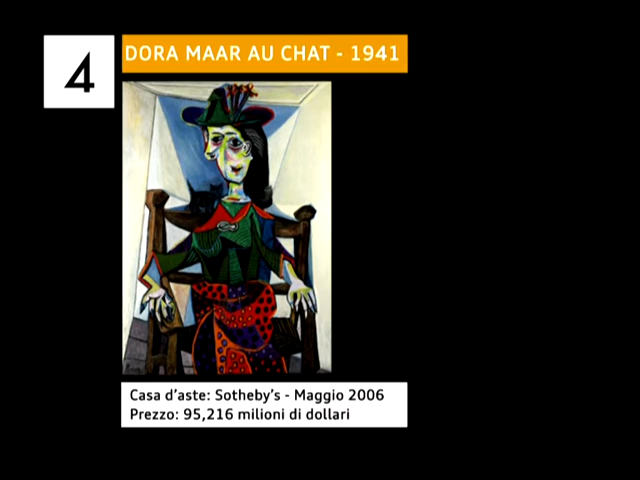 4
DORA MAAR AU CHAT - 1941
Casa d'aste: Sotheby's - Maggio 2006
Prezzo: 95,216 milioni di dollari